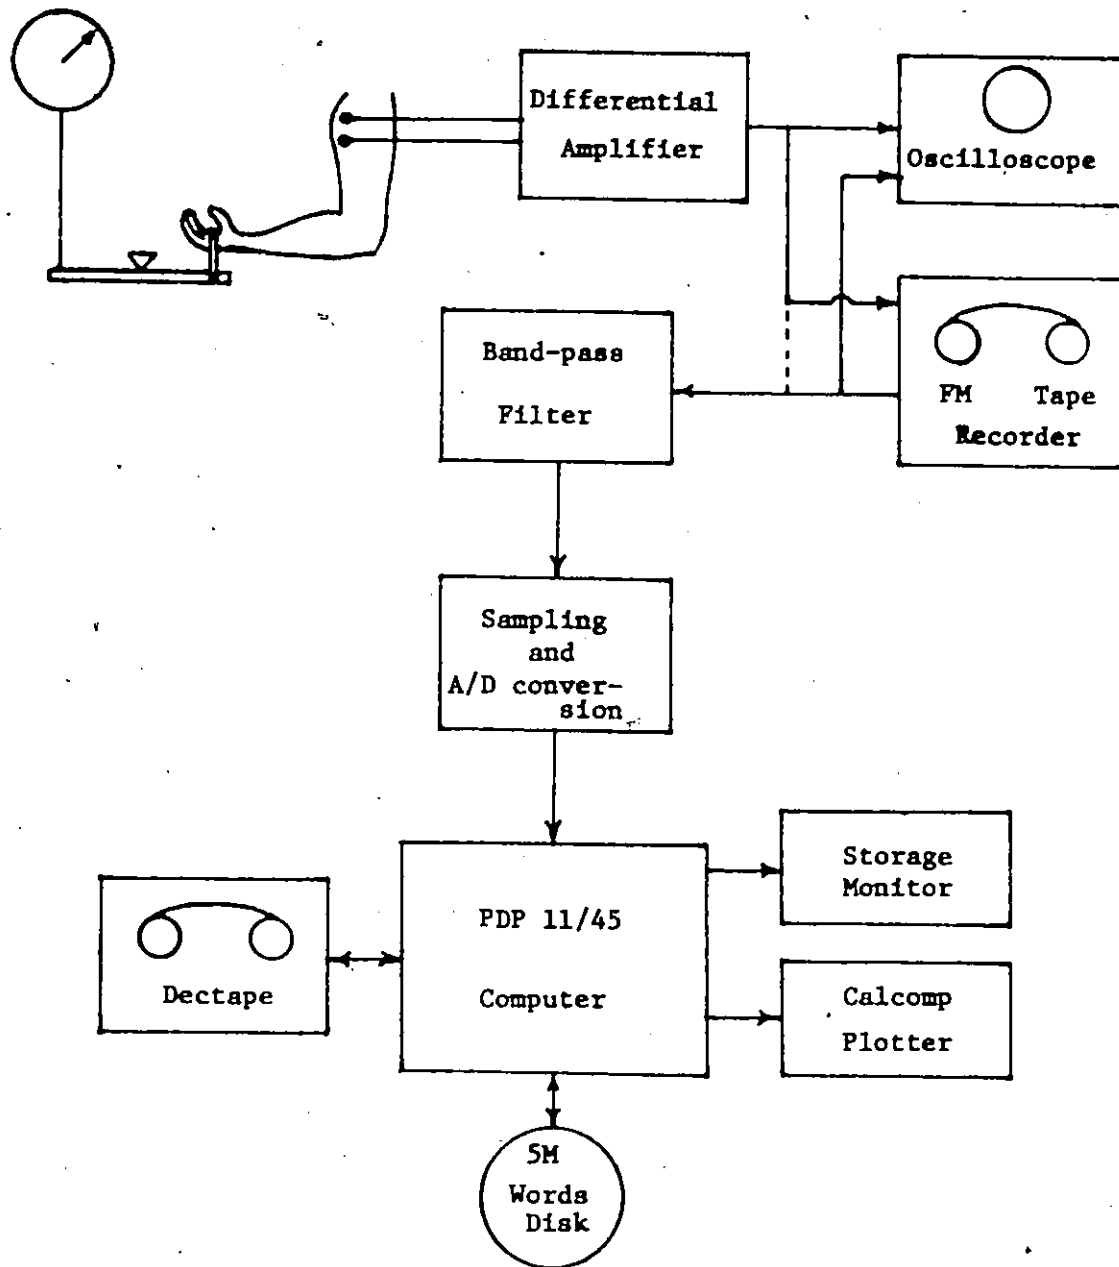 Differential
Amplifier
Oscilloscope
Band-pass
Filter
FM Tape
Recorder
Sampling
and
A/D conver-
sion
PDP 11/45
Computer
Storage
Monitor
Dectape
Calcomp
Plotter
5M
Words
Disk